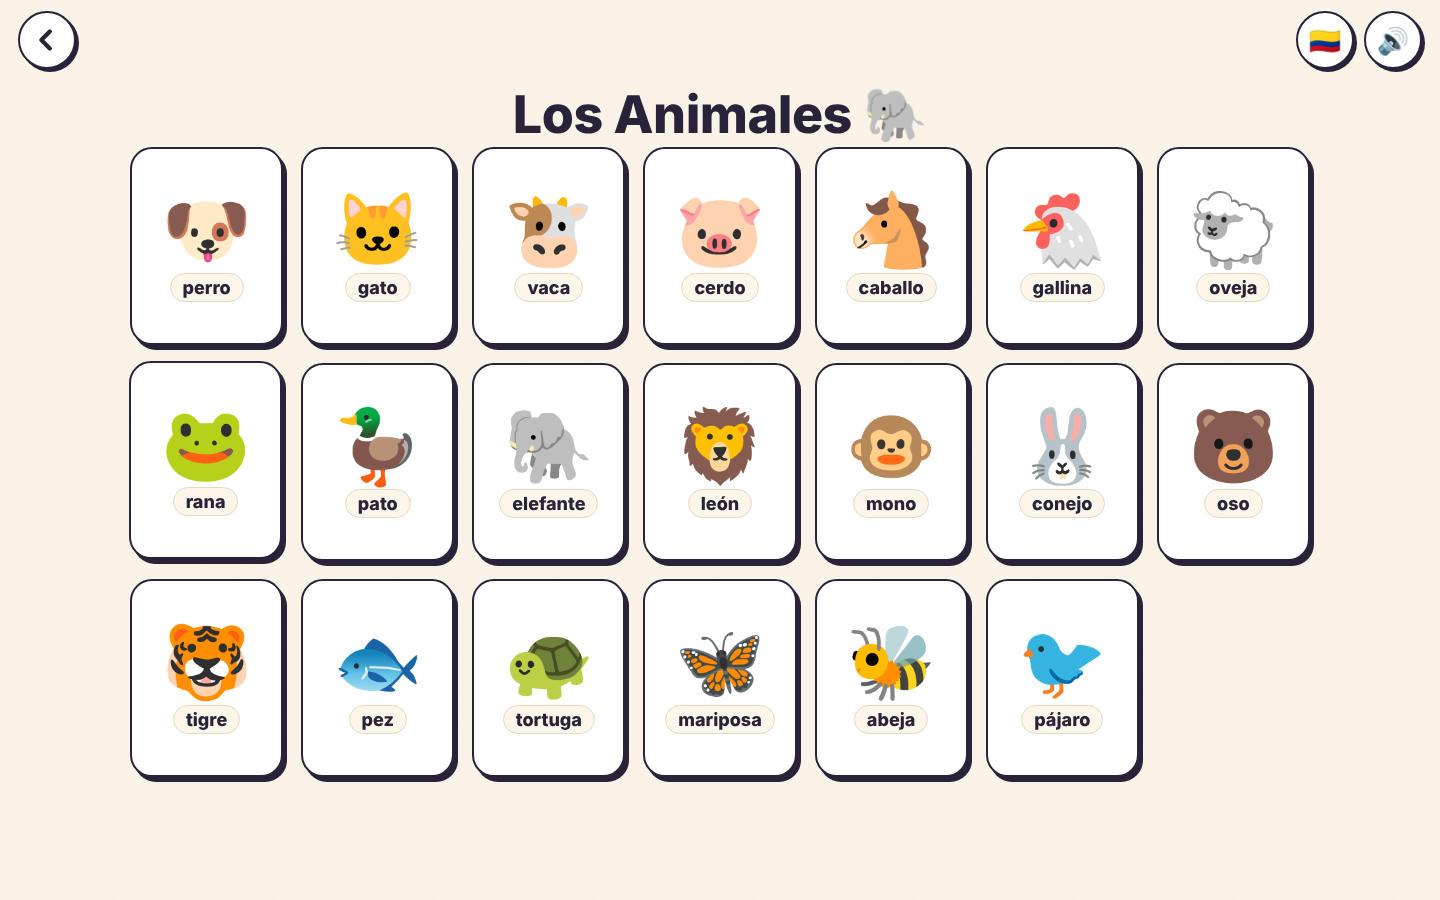 Los Animales
perro
gato
vaca
cerdo
caballo
gallina
oveja
rana
pato
elefante
león
mono
conejo
oso
tigre
pez
tortuga
mariposa
abeja
pájaro